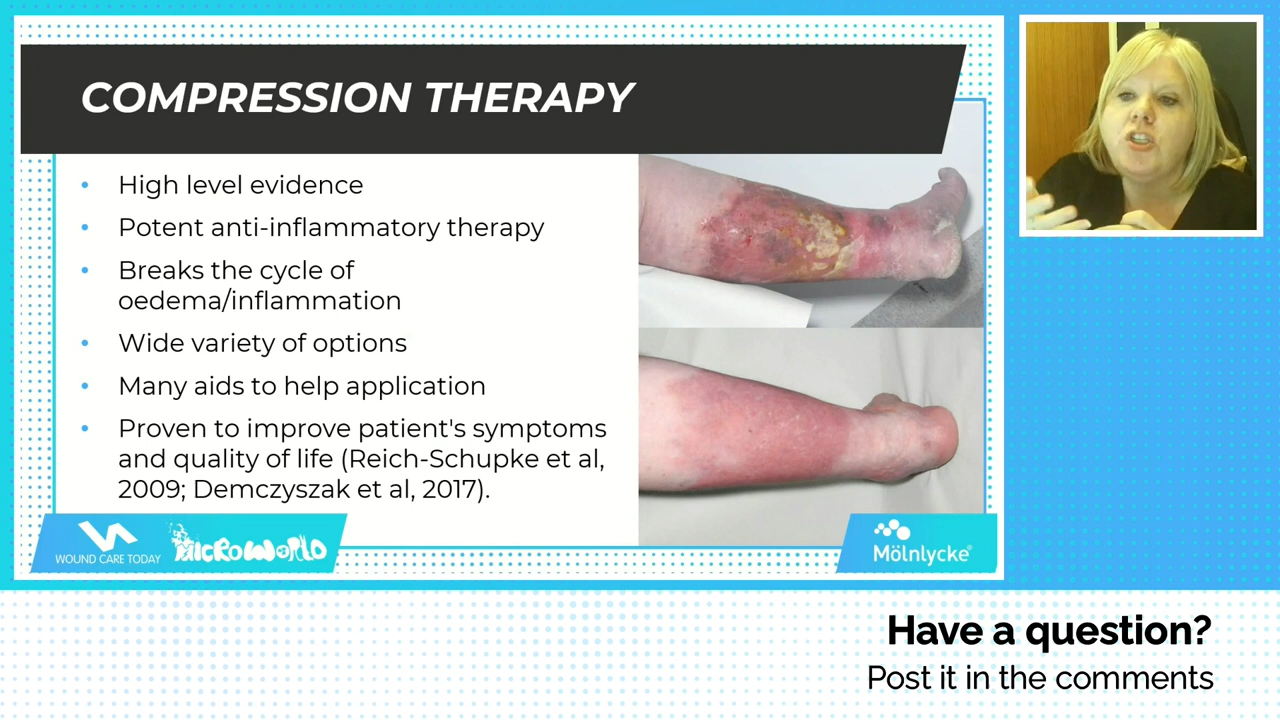 COMPRESSION THERAPY
• High level evidence
• Potent anti-inflammatory therapy
• Breaks the cycle of
oedema/inflammation
• Wide variety of options
• Many aids to help application
• Proven to improve patient's symptoms
and quality of life (Reich-Schupke et al,
2009; Demczyszak et al, 2017).
WOUND CARE TODAY
MICROWORLD
Mölnlycke®
Have a question?
Post it in the comments